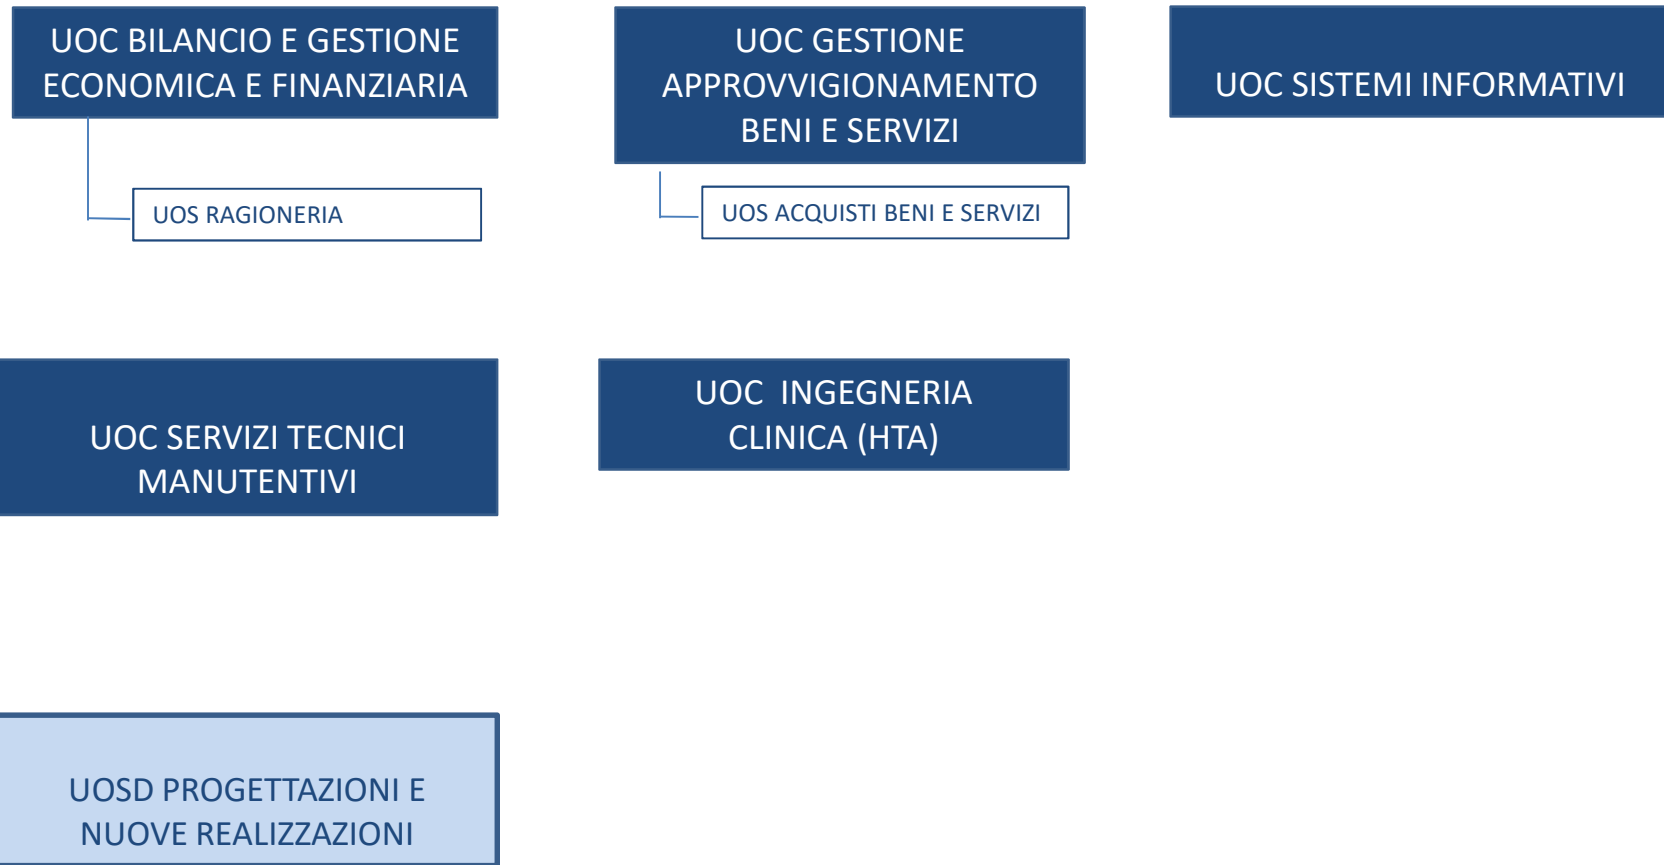 UOC BILANCIO E GESTIONE
ECONOMICA E FINANZIARIA
UOS RAGIONERIA
UOC GESTIONE
APPROVVIGIONAMENTO
BENI E SERVIZI
UOS ACQUISTI BENI E SERVIZI
UOC SISTEMI INFORMATIVI
UOC SERVIZI TECNICI
MANUTENTIVI
UOC  INGEGNERIA
CLINICA (HTA)
UOSD PROGETTAZIONI E
NUOVE REALIZZAZIONI